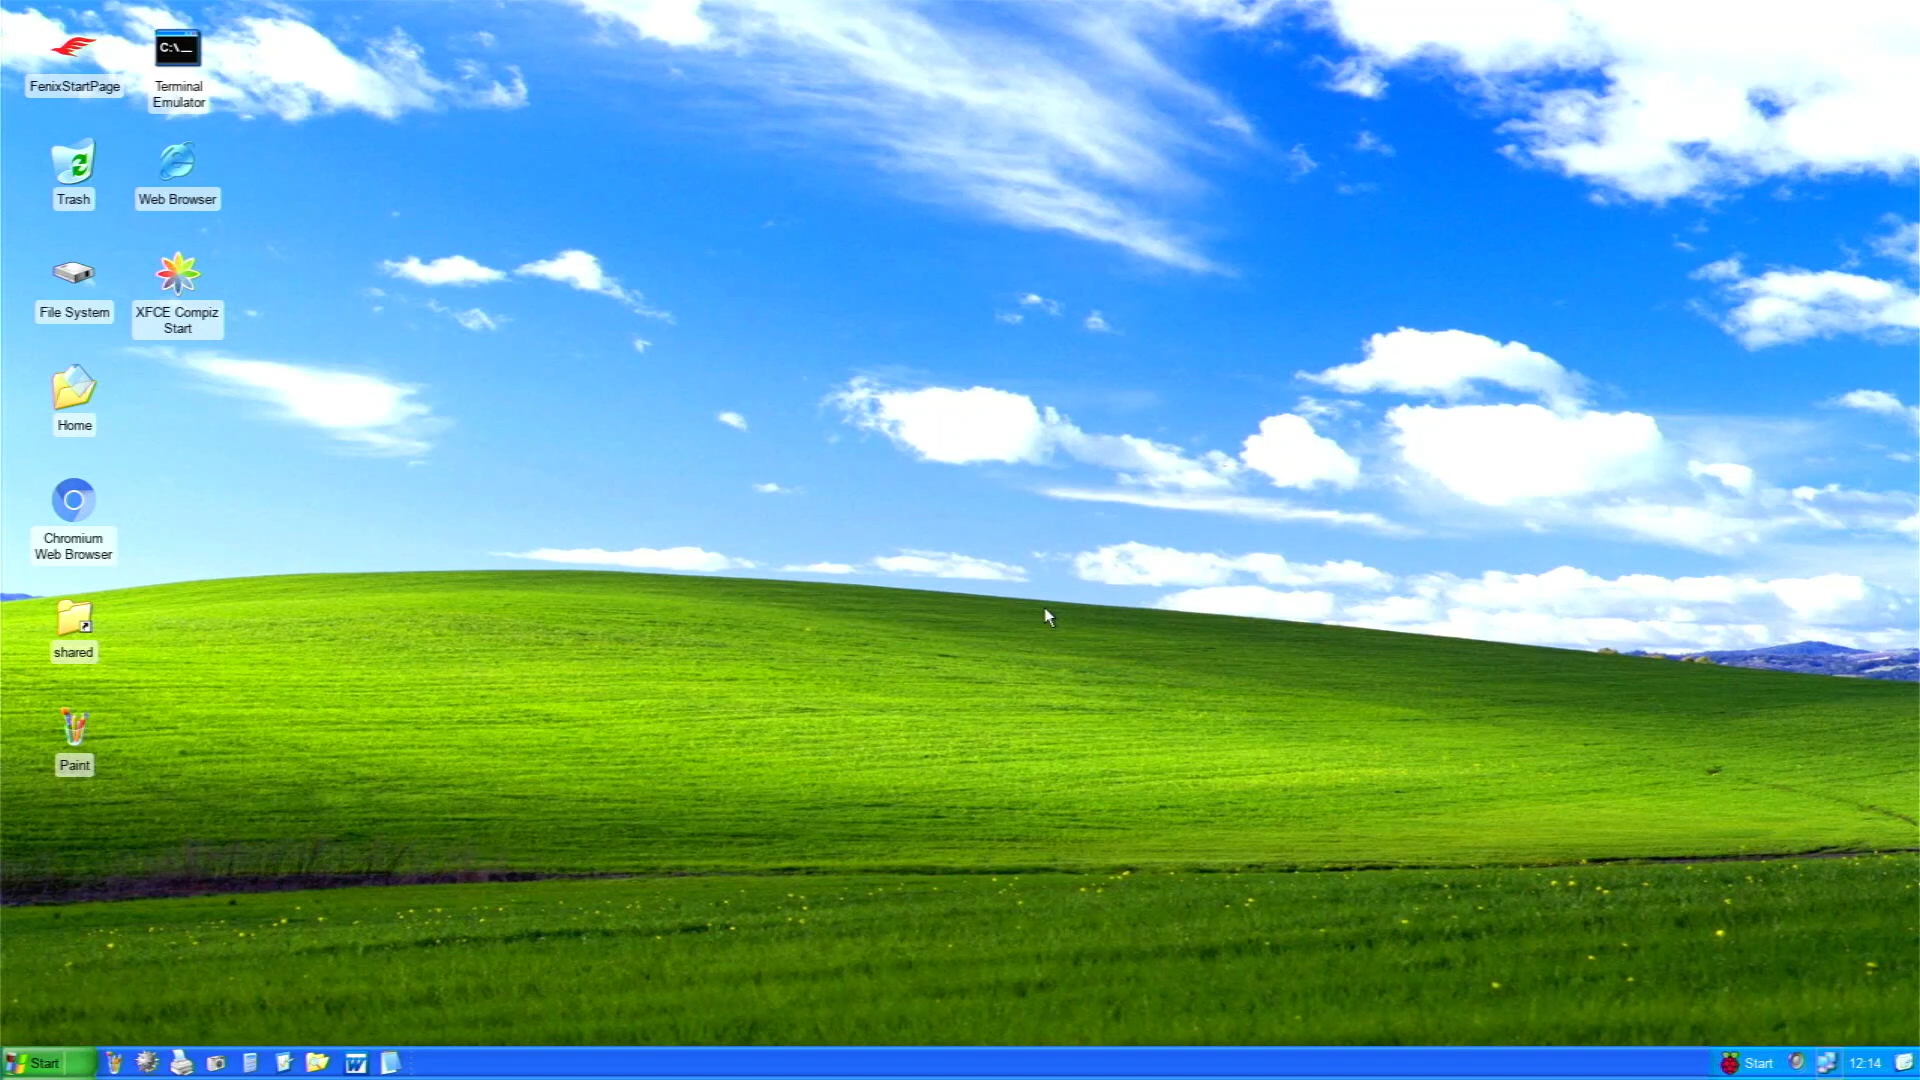 FenixStartPage
C:\._
Terminal
Emulator
Trash
Web Browser
File System
XFCE Compiz
Start
Home
Chromium
Web Browser
shared
Paint
Start
W
Start
12:14